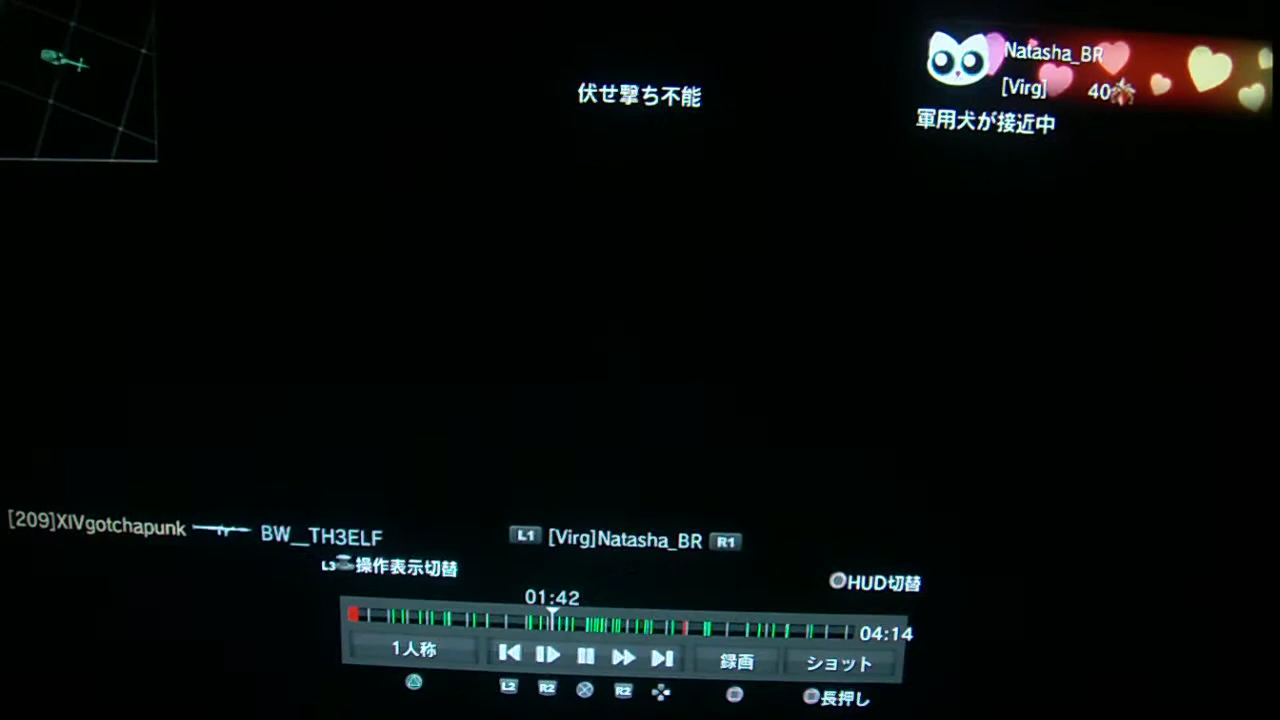 Natasha_BR
[Virg] 40
軍用犬が接近中
伏せ撃ち不能
[209]XIVgotchapunk BW__TH3ELF
L1 [Virg]Natasha_BR R1
L3 操作表示切替
HUD切替
01:42
04:14
1人称 録画 ショット
L2 R2 R2 長押し